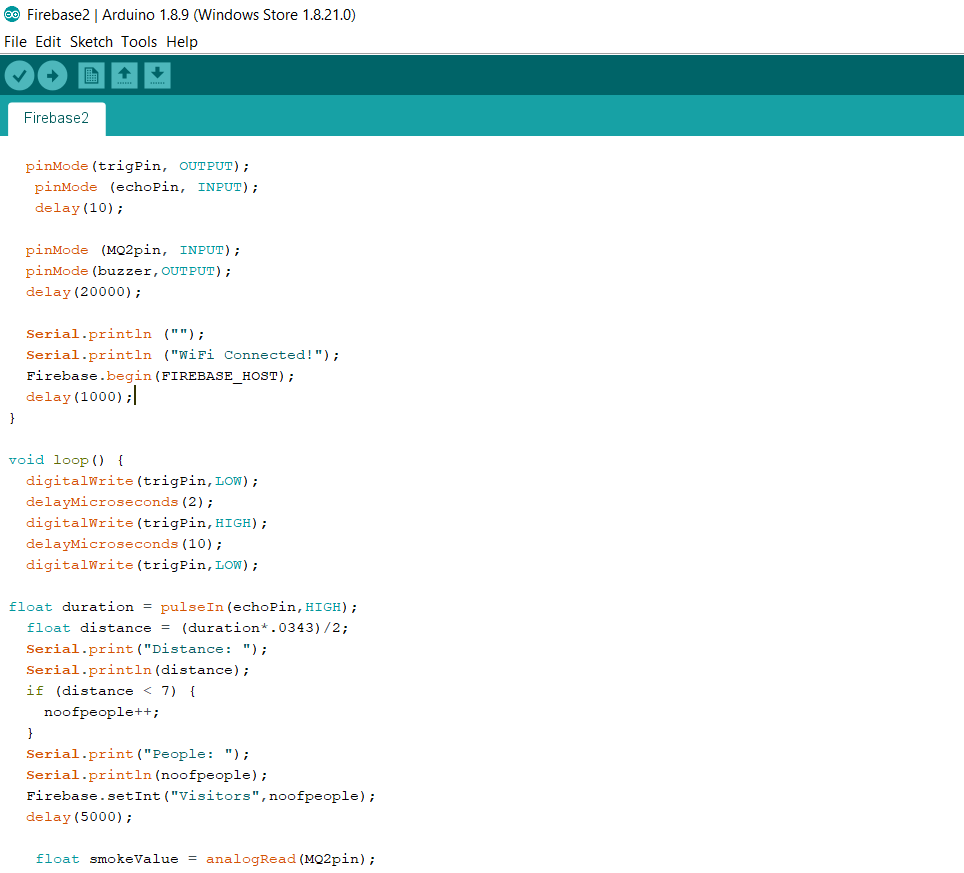 Firebase2 | Arduino 1.8.9 (Windows Store 1.8.21.0)
File Edit Sketch Tools Help
Firebase2
pinMode(trigPin, OUTPUT);
pinMode (echoPin, INPUT);
delay(10);
pinMode (MQ2pin, INPUT);
pinMode(buzzer,OUTPUT);
delay(20000);
Serial.println ("");
Serial.println ("WiFi Connected!");
Firebase.begin(FIREBASE_HOST);
delay(1000);
}
void loop() {
digitalWrite(trigPin,LOW);
delayMicroseconds(2);
digitalWrite(trigPin,HIGH);
delayMicroseconds(10);
digitalWrite(trigPin,LOW);
float duration = pulseIn(echoPin,HIGH);
float distance = (duration*.0343)/2;
Serial.print("Distance: ");
Serial.println(distance);
if (distance < 7) {
noofpeople++;
}
Serial.print("People: ");
Serial.println(noofpeople);
Firebase.setInt("Visitors",noofpeople);
delay(5000);
float smokeValue = analogRead(MQ2pin);